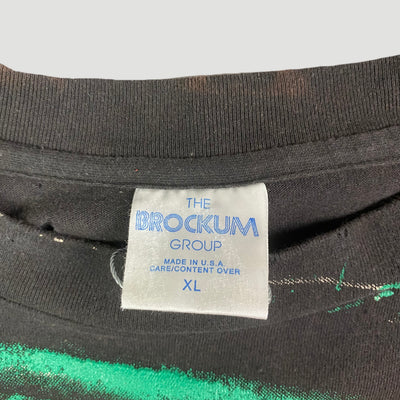 THE
BROCKUM
GROUP
MADE IN U.S.A
CARE/CONTENT OVER
XL